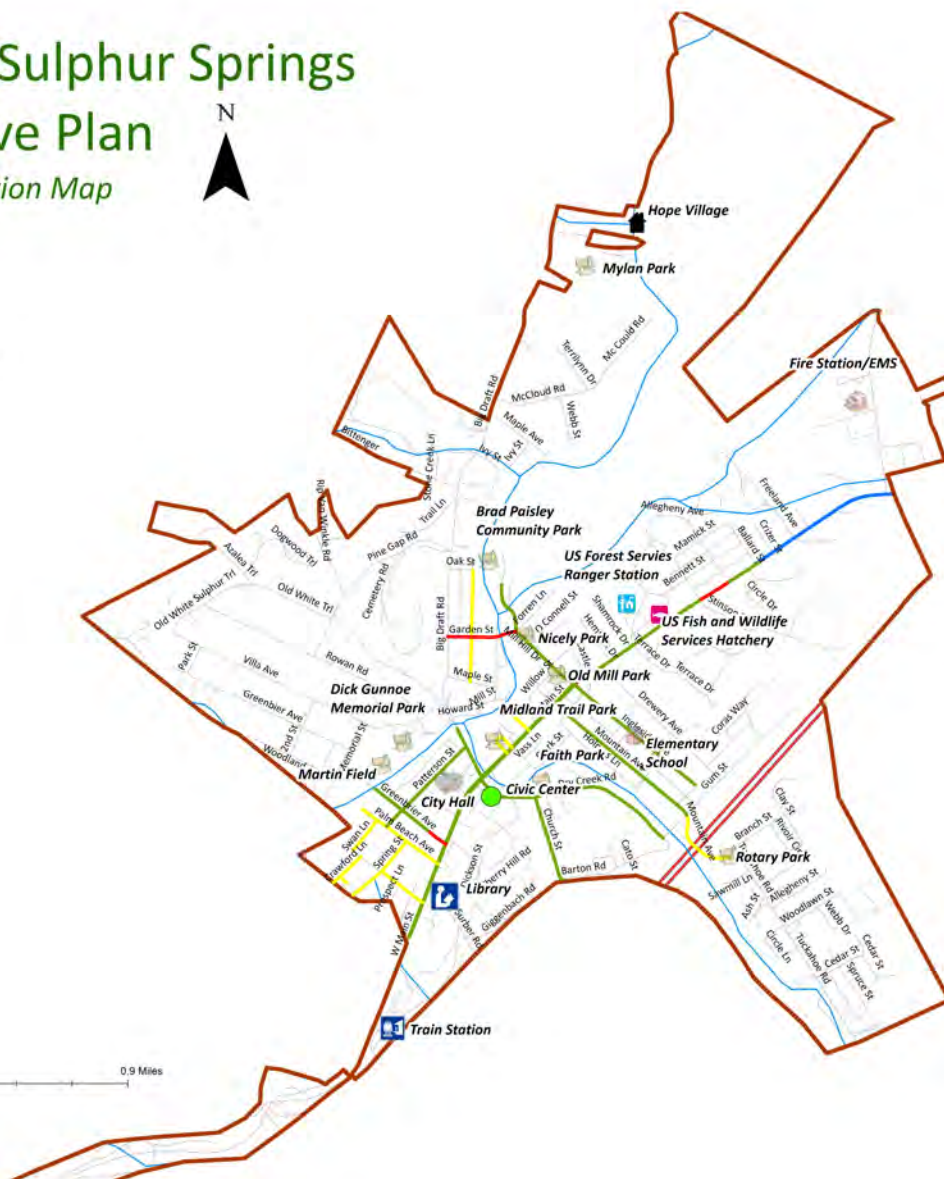 Sulphur Springs
ve Plan
ion Map
N
Hope Village
Mylan Park
Mc Could Rd
Terrilynn Dr
Fire Station/EMS
Big Draft Rd
McCloud Rd
Webb St
Maple Ave
Ivy St
Ivy St
Bittenger
Stone Creek Ln
Trail Ln
Pine Gap Rd
Dogwood Trl
Azalea Trl
Old White Trl
Old White Sulphur Trl
Cemetery Rd
Brad Paisley
Community Park
Oak St
Allegheny Ave
Freeland Ave
Crizer St
Mamick St
Ballard St
Bennett St
US Forest Servies
Ranger Station
Circle Dr
US Fish and Wildlife
Services Hatchery
Shamrock Dr
Connell St
Big Draft Rd
Garden St
Nicely Park
Terrace Dr
Terrace Dr
Park St
Villa Ave
Rowan Rd
Maple St
Old Mill Park
Willow
Mill St
Howard St
Dick Gunnoe
Memorial Park
Greenbier Ave
2nd St
Memorial St
Midland Trail Park
Drewery Ave
Coras Way
Vass Ln
Faith Park
Mountain Ave
Elementary
School
Gum St
Martin Field
Patterson St
City Hall
Civic Center
Greenbrier Ave
Palm Beach Ave
Swan Ln
Spring St
Church St
Cato St
Barton Rd
Mountain Ave
Clay St
Branch St
Rotary Park
Sawmill Ln
Allegheny St
Ash St
Woodlawn St
Webb Dr
Circle Ln
Tuckahoe Rd
Cedar St
Cedar St
Spruce St
Library
Giggenbach Rd
Surber Rd
W Main St
Train Station
0.9 Miles